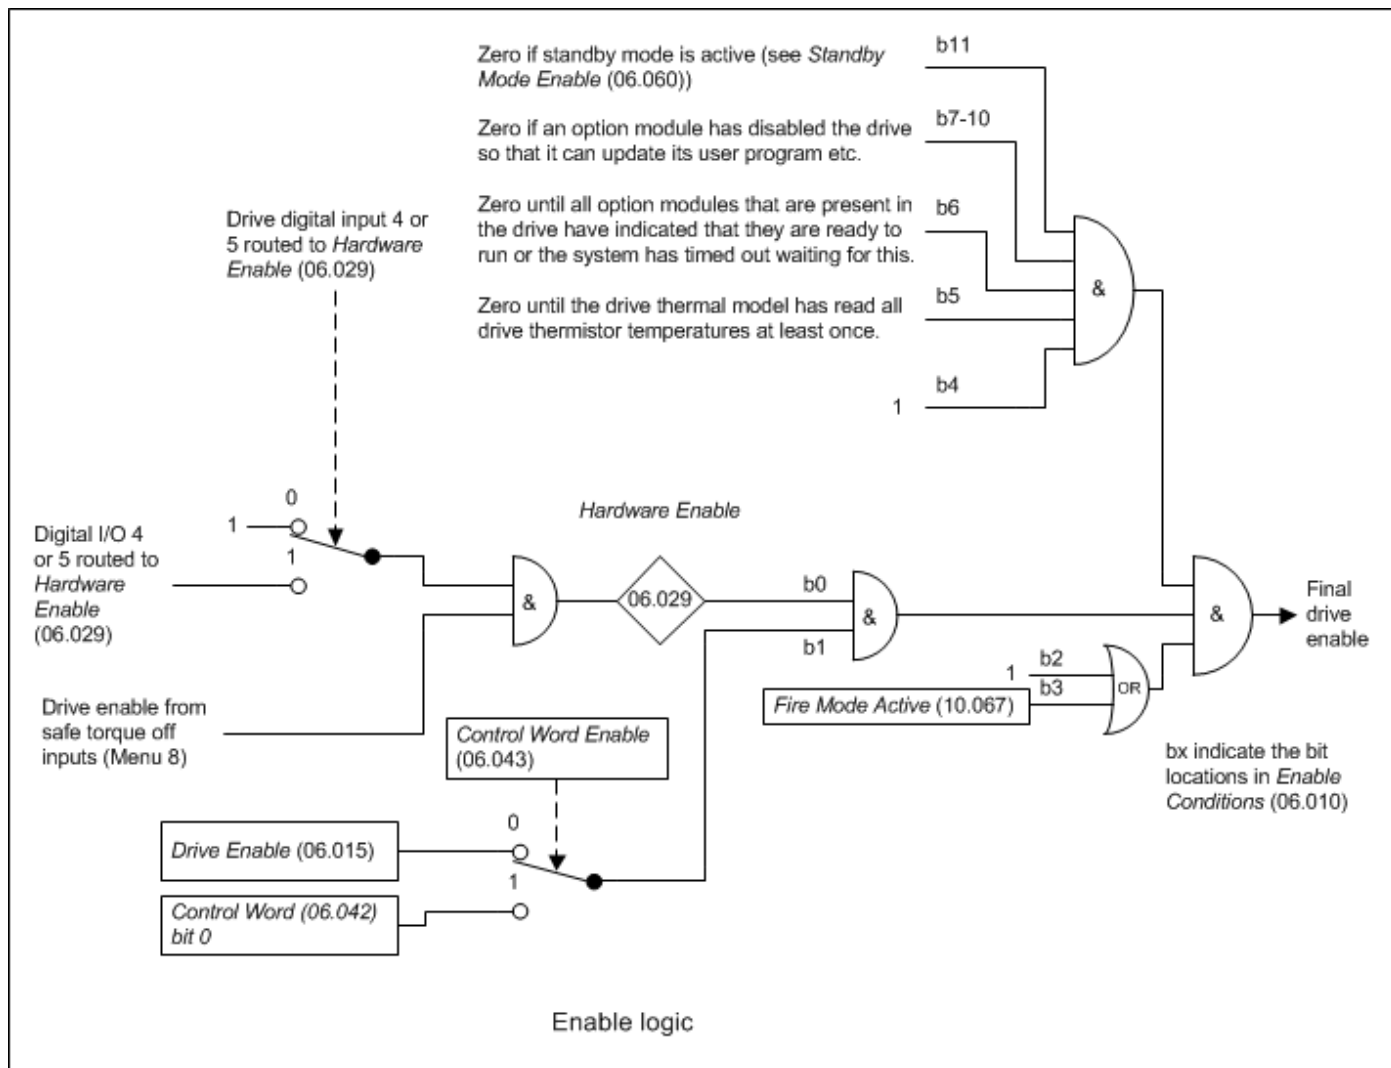 Zero if standby mode is active (see Standby
Mode Enable (06.060))
b11
Zero if an option module has disabled the drive
so that it can update its user program etc.
b7-10
Zero until all option modules that are present in
the drive have indicated that they are ready to
run or the system has timed out waiting for this.
b6
Zero until the drive thermal model has read all
drive thermistor temperatures at least once.
b5
1
b4
&
Drive digital input 4 or
5 routed to Hardware
Enable (06.029)
0
1
1
Digital I/O 4
or 5 routed to
Hardware
Enable
(06.029)
Drive enable from
safe torque off
inputs (Menu 8)
&
Hardware Enable
06.029
b0
b1
&
1
b2
b3
OR
Fire Mode Active (10.067)
&
Final
drive
enable
Control Word Enable
(06.043)
0
1
Drive Enable (06.015)
Control Word (06.042)
bit 0
bx indicate the bit
locations in Enable
Conditions (06.010)
Enable logic